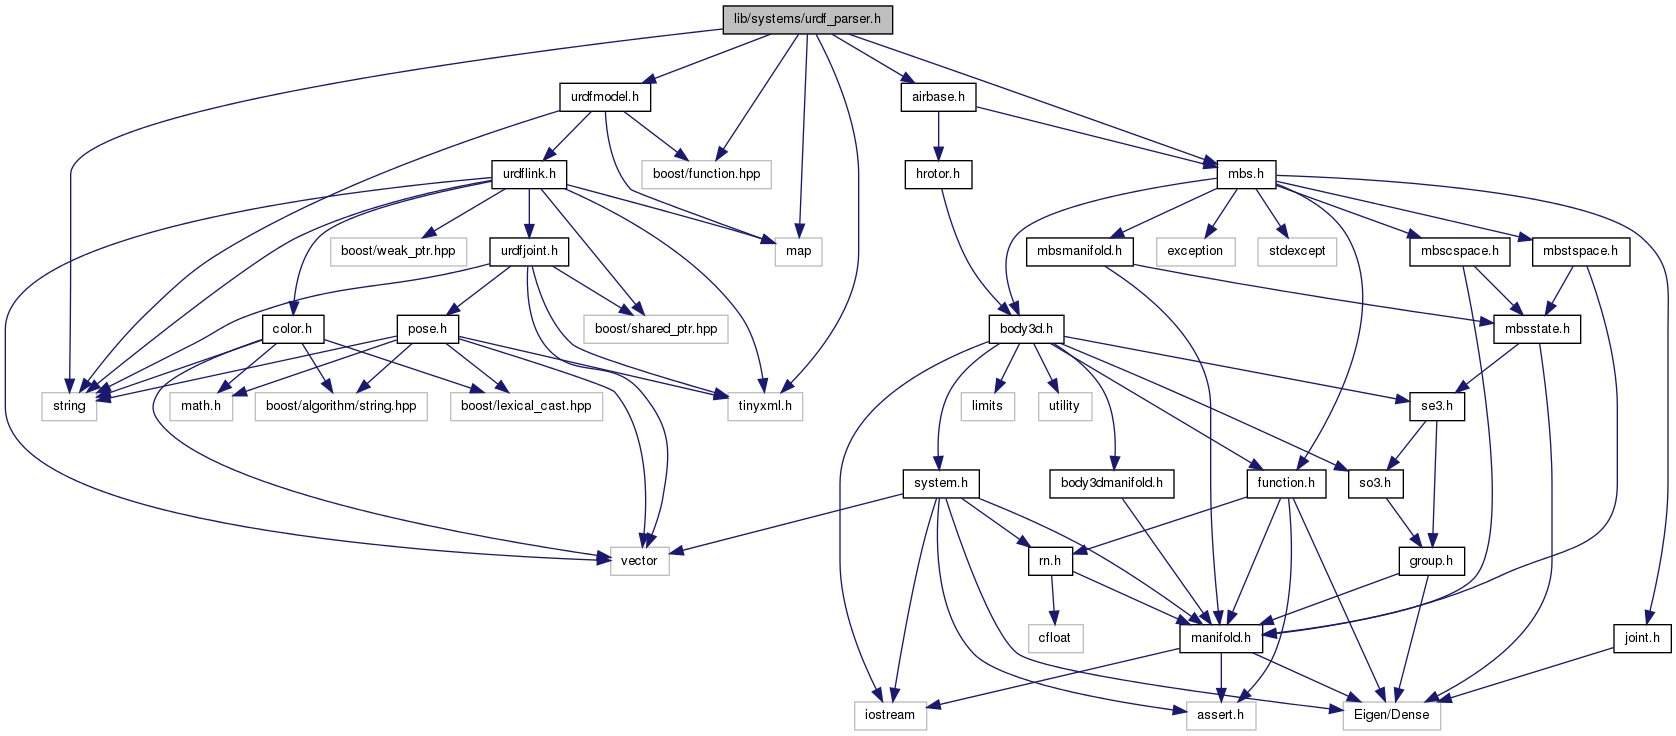 lib/systems/urdf_parser.h
urdfmodel.h
airbase.h
urdflink.h
boost/function.hpp
hrotor.h
mbs.h
boost/weak_ptr.hpp
urdfjoint.h
map
mbsmanifold.h
exception
stdexcept
mbscspace.h
mbstspace.h
color.h
pose.h
boost/shared_ptr.hpp
body3d.h
mbsstate.h
string
math.h
boost/algorithm/string.hpp
boost/lexical_cast.hpp
tinyxml.h
limits
utility
se3.h
system.h
body3dmanifold.h
function.h
so3.h
vector
rn.h
group.h
cfloat
manifold.h
joint.h
iostream
assert.h
Eigen/Dense